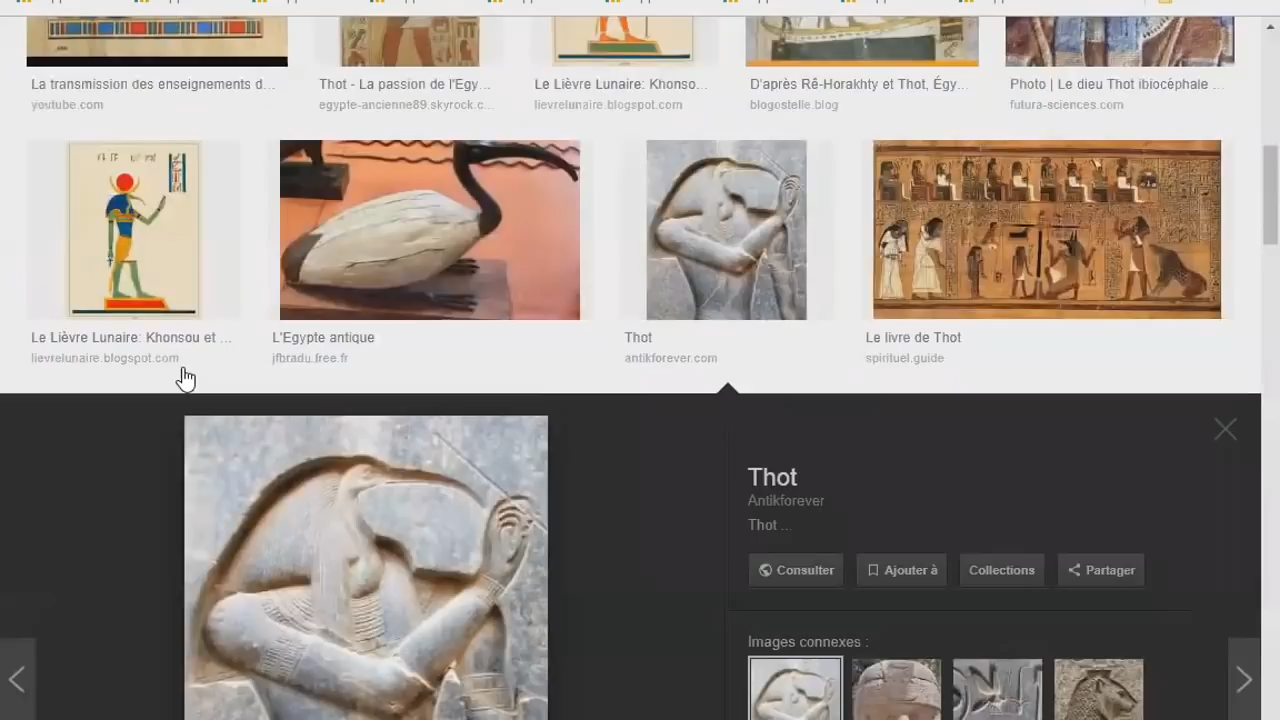 La transmission des enseignements d...
Thot - La passion de l'Egy...
Le Lièvre Lunaire: Khonso...
D'après Rê-Horakhty et Thot, Égy...
Photo | Le dieu Thot ibiocéphale ...
youtube.com
egypte-ancienne89.skyrock.c...
lievrelunaire.blogspot.com
blogostelle.blog
futura-sciences.com
Le Lièvre Lunaire: Khonsou et ...
L'Egypte antique
Thot
Le livre de Thot
lievrelunaire.blogspot.com
jfbradu.free.fr
antikforever.com
spirituel.guide
Thot
Antikforever
Thot ...
Consulter
Ajouter à
Collections
Partager
Images connexes :